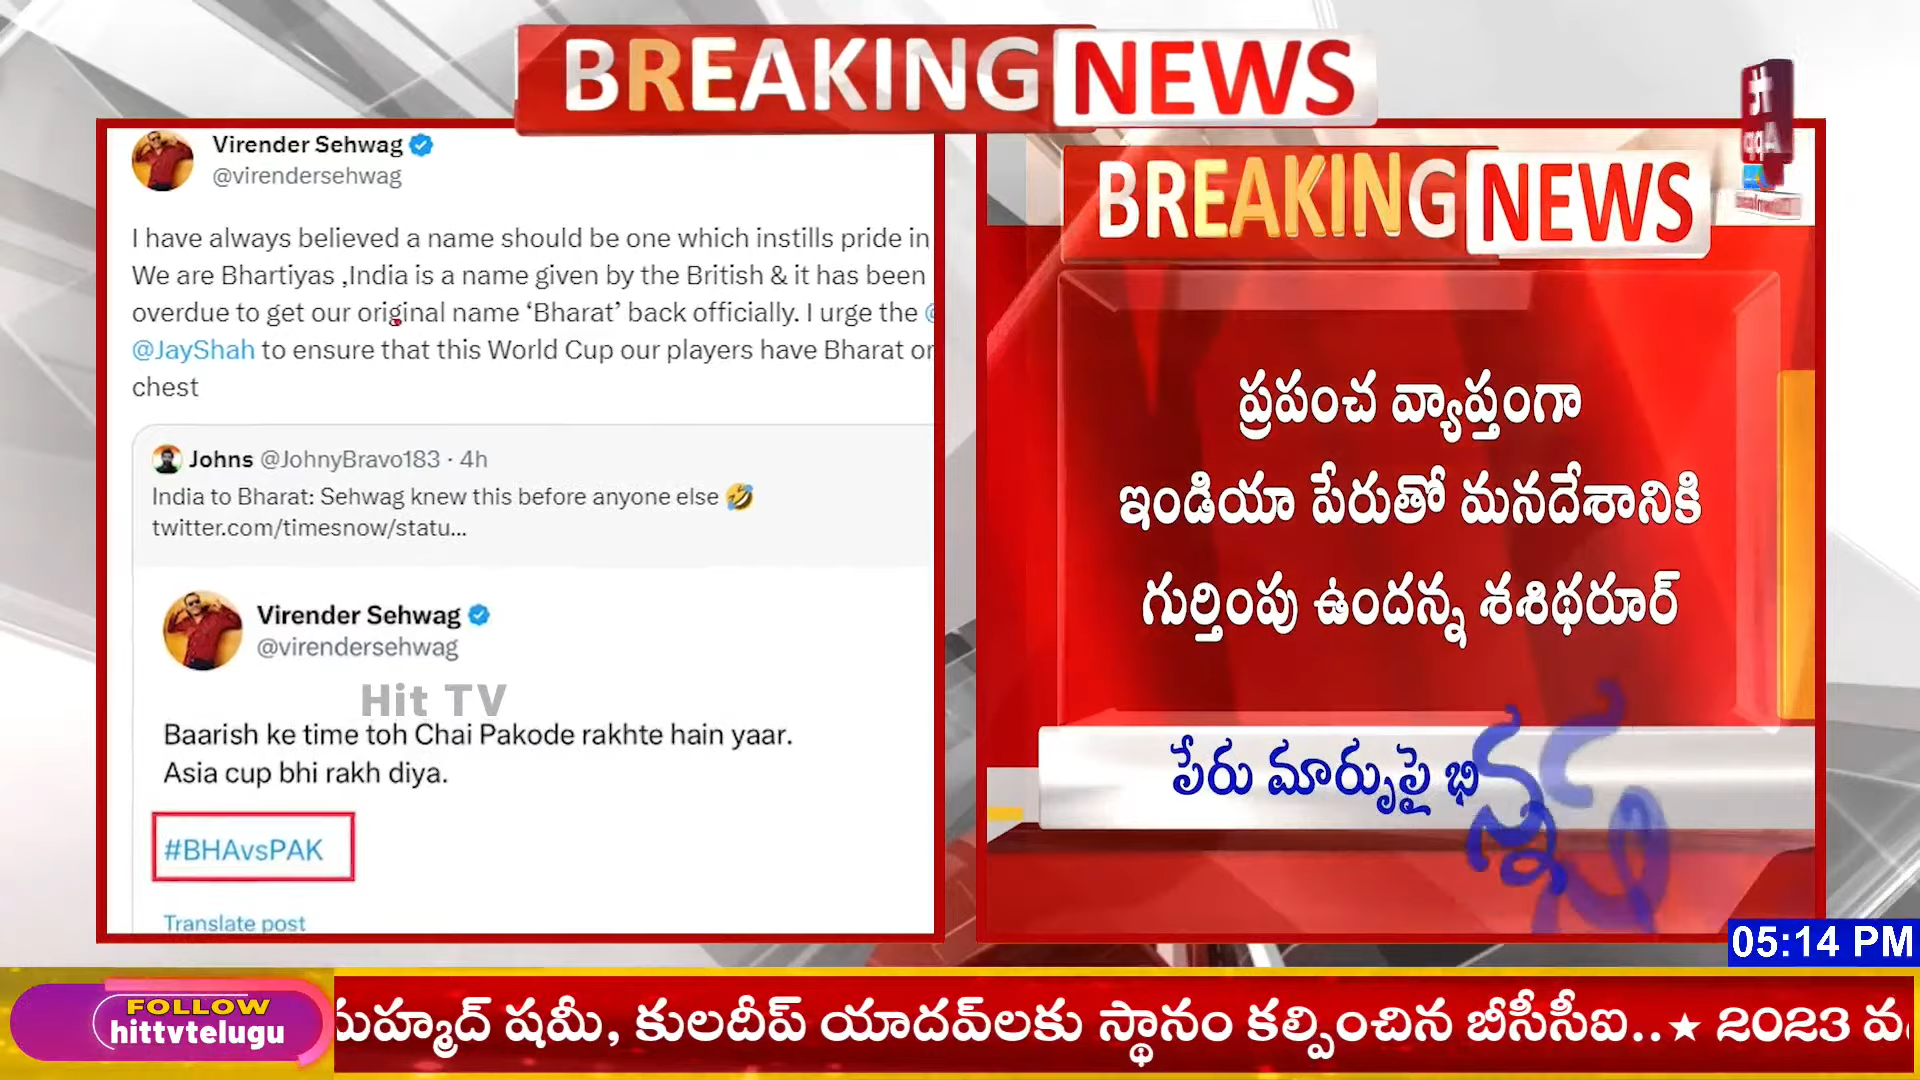 BREAKING NEWS
Virender Sehwag
@virendersehwag
I have always believed a name should be one which instills pride in
We are Bhartiyas ,India is a name given by the British & it has been
overdue to get our original name ‘Bharat’ back officially. I urge the
@JayShah to ensure that this World Cup our players have Bharat on
chest
Johns @JohnyBravo183 · 4h
India to Bharat: Sehwag knew this before anyone else 🤣
twitter.com/timesnow/statu...
Virender Sehwag
@virendersehwag
Hit TV
Baarish ke time toh Chai Pakode rakhte hain yaar.
Asia cup bhi rakh diya.
#BHAvsPAK
Translate post
BREAKING NEWS
ప్రపంచ వ్యాప్తంగా
ఇండియా పేరుతో మనదేశానికి
గుర్తింపు ఉందన్న శశిథరూర్
పేరు మార్పుపై భిన్న
05:14 PM
FOLLOW
hittvtelugu
మహ్మద్ షమీ, కులదీప్ యాదవ్‌లకు స్థానం కల్పించిన బీసీసీఐ..★ 2023 వ